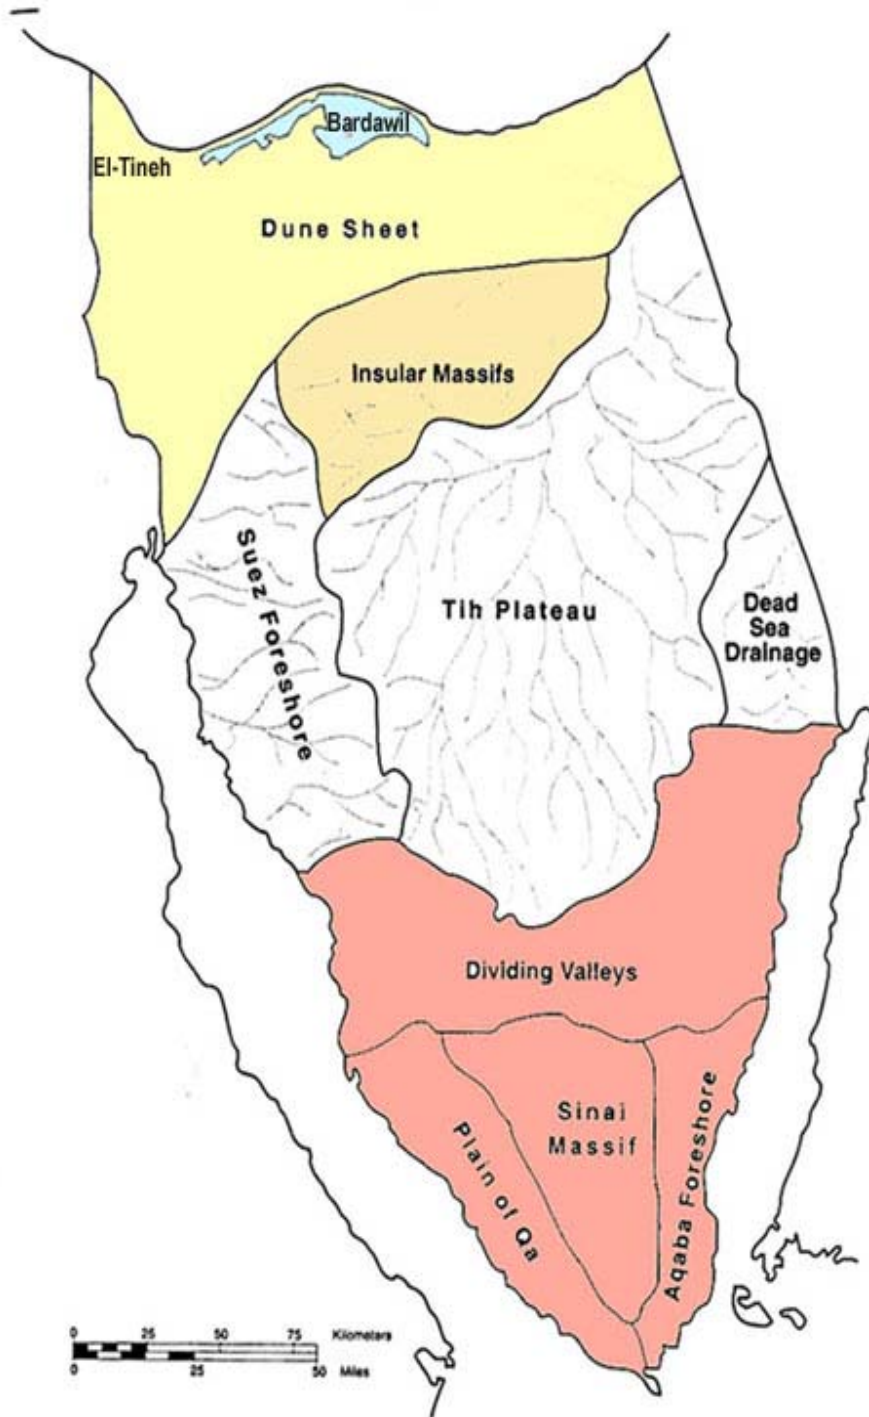 Bardawil
El-Tineh
Dune Sheet
Insular Massifs
Suez Foreshore
Tih Plateau
Dead
Sea
Drainage
Dividing Valleys
Sinai
Massif
Plain of Qa
Aqaba Foreshore
0 25 50 75 Kilometers
0 25 50 Miles